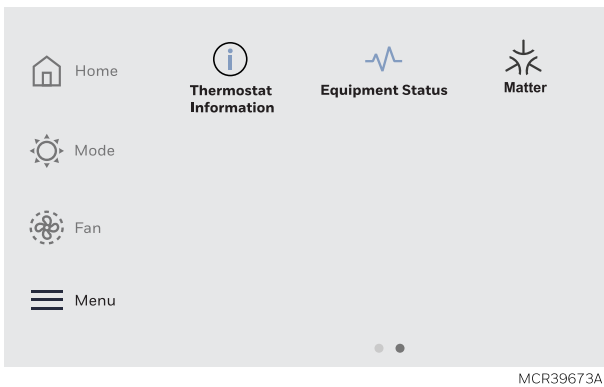 Home
Thermostat
Information
Equipment Status
Matter
Mode
Fan
Menu
MCR39673A